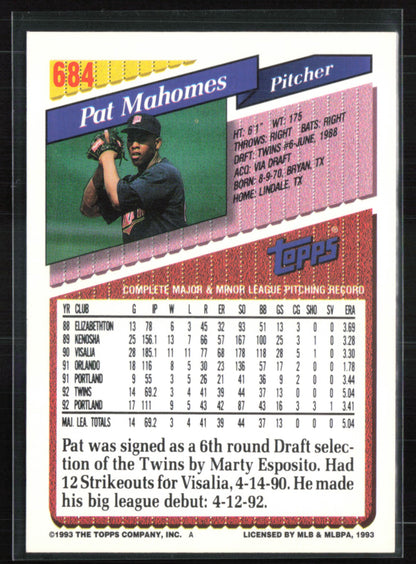 684
Pat Mahomes
Pitcher
HT: 6'1" WT: 175
THROWS: RIGHT BATS: RIGHT
DRFT: TWINS #6-JUNE, 1988
ACQ: VIA DRAFT
BORN: 8-9-70, BRYAN, TX
HOME: LINDALE, TX
Topps
COMPLETE MAJOR & MINOR LEAGUE PITCHING RECORD
YR CLUB G IP W L R ER SO BB GS CG SHO SV ERA
88 ELIZABETHTON 13 78 6 3 45 32 93 51 13 3 0 0 3.69
89 KENOSHA 25 156.1 13 7 66 57 167 100 25 3 1 0 3.28
90 VISALIA 28 185.1 11 11 77 68 178 118 28 5 1 0 3.30
91 ORLANDO 18 116 8 5 30 23 136 57 17 2 0 0 1.78
91 PORTLAND 9 55 3 5 26 21 41 36 9 2 0 0 3.44
92 TWINS 14 69.2 3 4 41 39 44 37 13 0 0 0 5.04
92 PORTLAND 17 111 9 5 43 42 87 43 16 3 3 1 3.41
MAJ. LEA. TOTALS 14 69.2 3 4 41 39 44 37 13 0 0 0 5.04
Pat was signed as a 6th round Draft selec-
tion of the Twins by Marty Esposito. Had
12 Strikeouts for Visalia, 4-14-90. He made
his big league debut: 4-12-92.
©1993 THE TOPPS COMPANY, INC. A LICENSED BY MLB & MLBPA, 1993